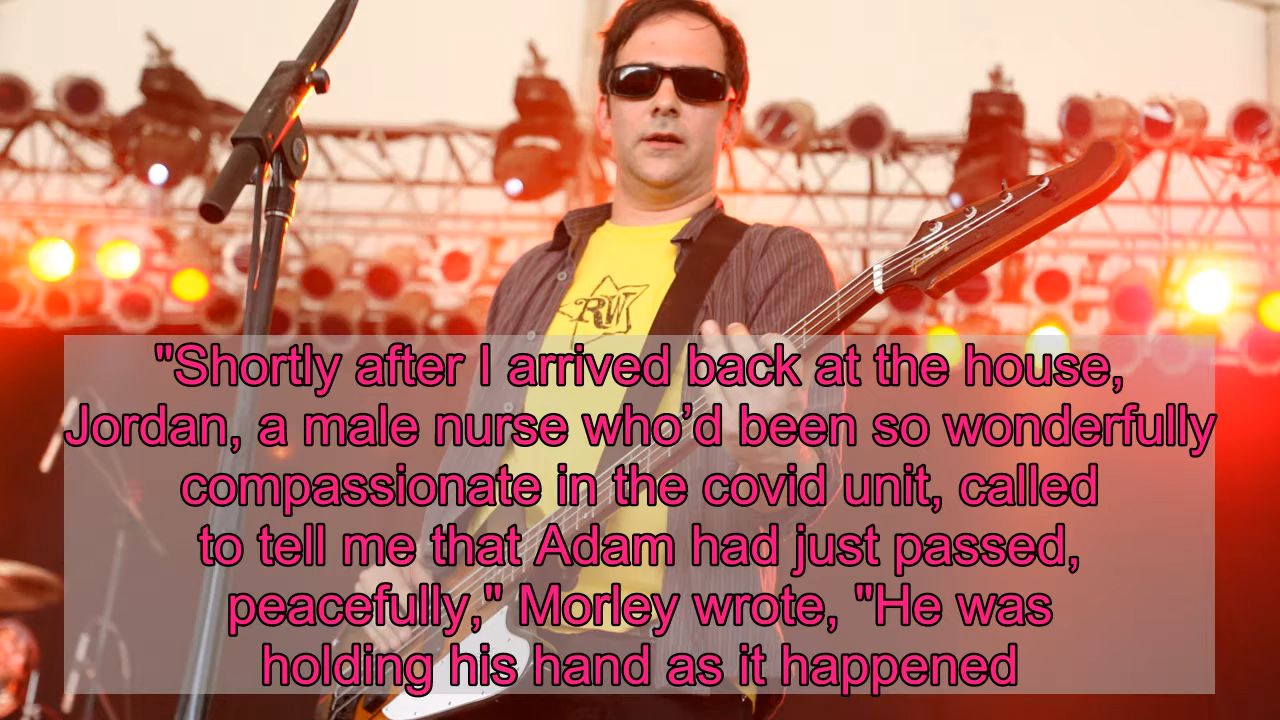 RW
"Shortly after I arrived back at the house,
Jordan, a male nurse who’d been so wonderfully
compassionate in the covid unit, called
to tell me that Adam had just passed,
peacefully," Morley wrote, "He was
holding his hand as it happened